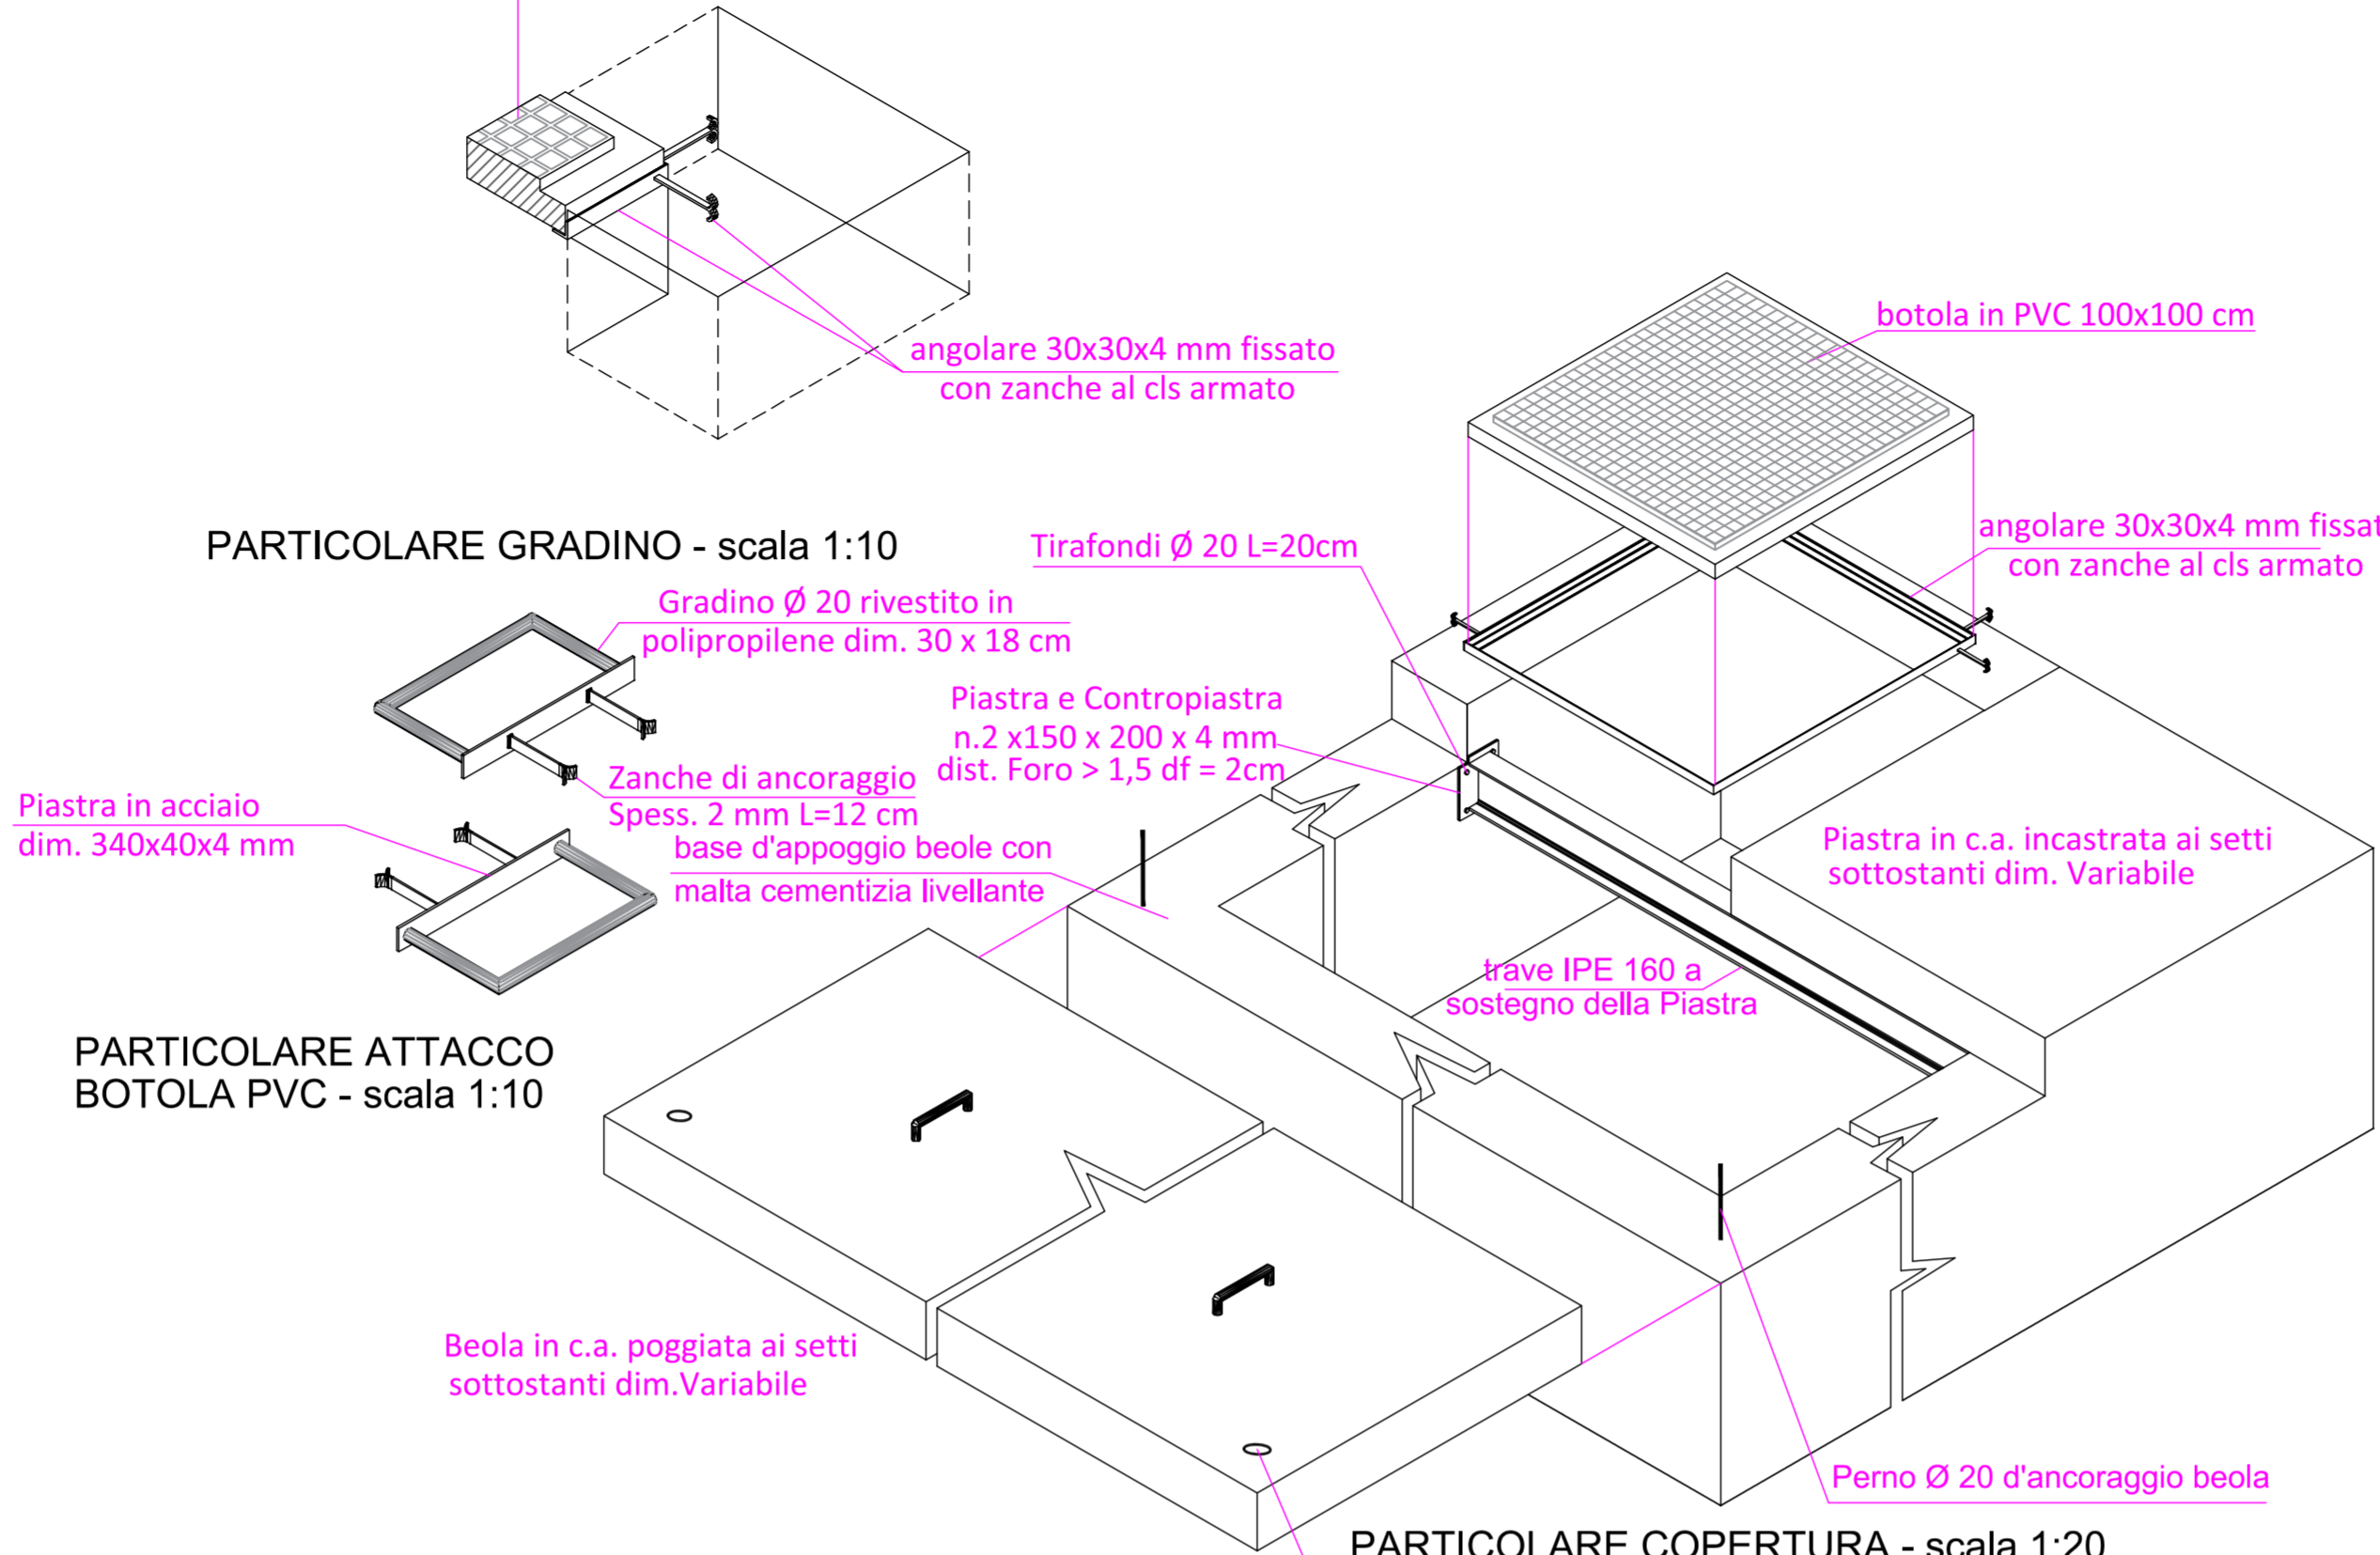 angolare 30x30x4 mm fissato
con zanche al cls armato
botola in PVC 100x100 cm
PARTICOLARE GRADINO - scala 1:10
Tirafondi Ø 20 L=20cm
angolare 30x30x4 mm fissat
con zanche al cls armato
Gradino Ø 20 rivestito in
polipropilene dim. 30 x 18 cm
Piastra e Contropiastra
n.2 x150 x 200 x 4 mm
dist. Foro > 1,5 df = 2cm
Zanche di ancoraggio
Spess. 2 mm L=12 cm
Piastra in acciaio
dim. 340x40x4 mm
base d'appoggio beole con
malta cementizia livellante
Piastra in c.a. incastrata ai setti
sottostanti dim. Variabile
trave IPE 160 a
sostegno della Piastra
PARTICOLARE ATTACCO
BOTOLA PVC - scala 1:10
Beola in c.a. poggiata ai setti
sottostanti dim.Variabile
Perno Ø 20 d'ancoraggio beola
PARTICOLARE COPERTURA - scala 1:20